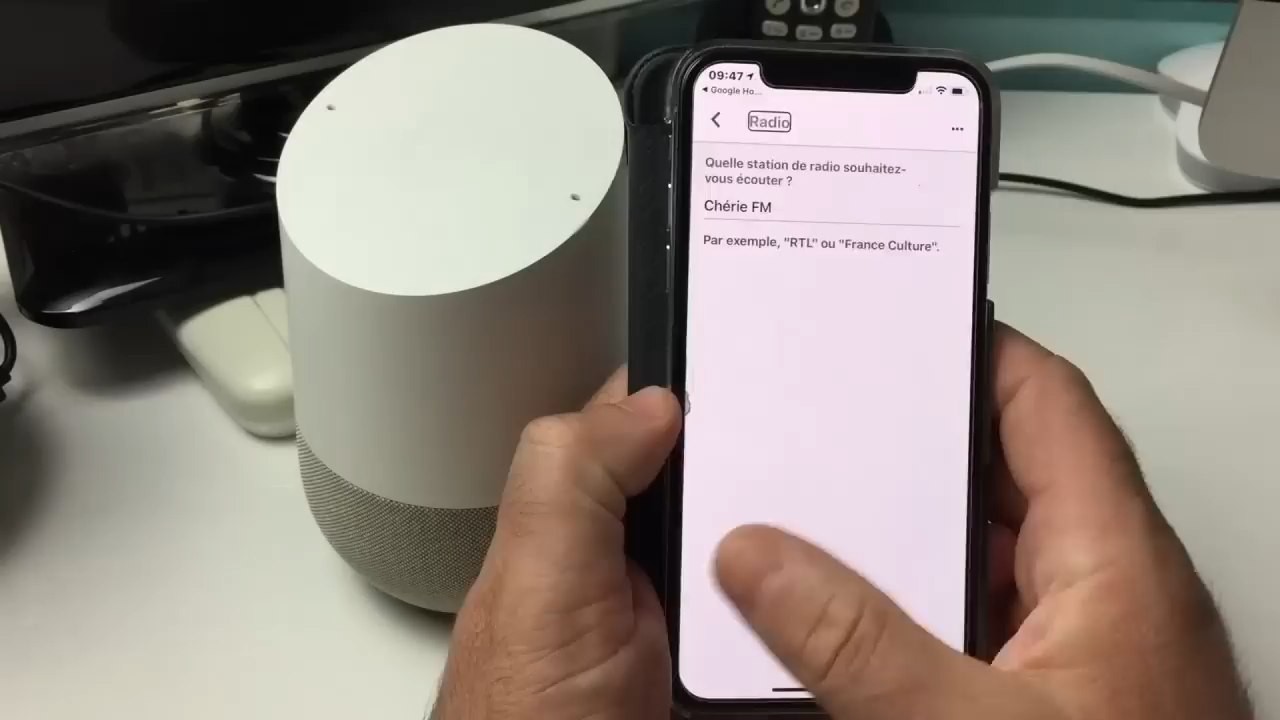 09:47
Google Ho...
Radio
Quelle station de radio souhaitez-
vous écouter ?
Chérie FM
Par exemple, "RTL" ou "France Culture".